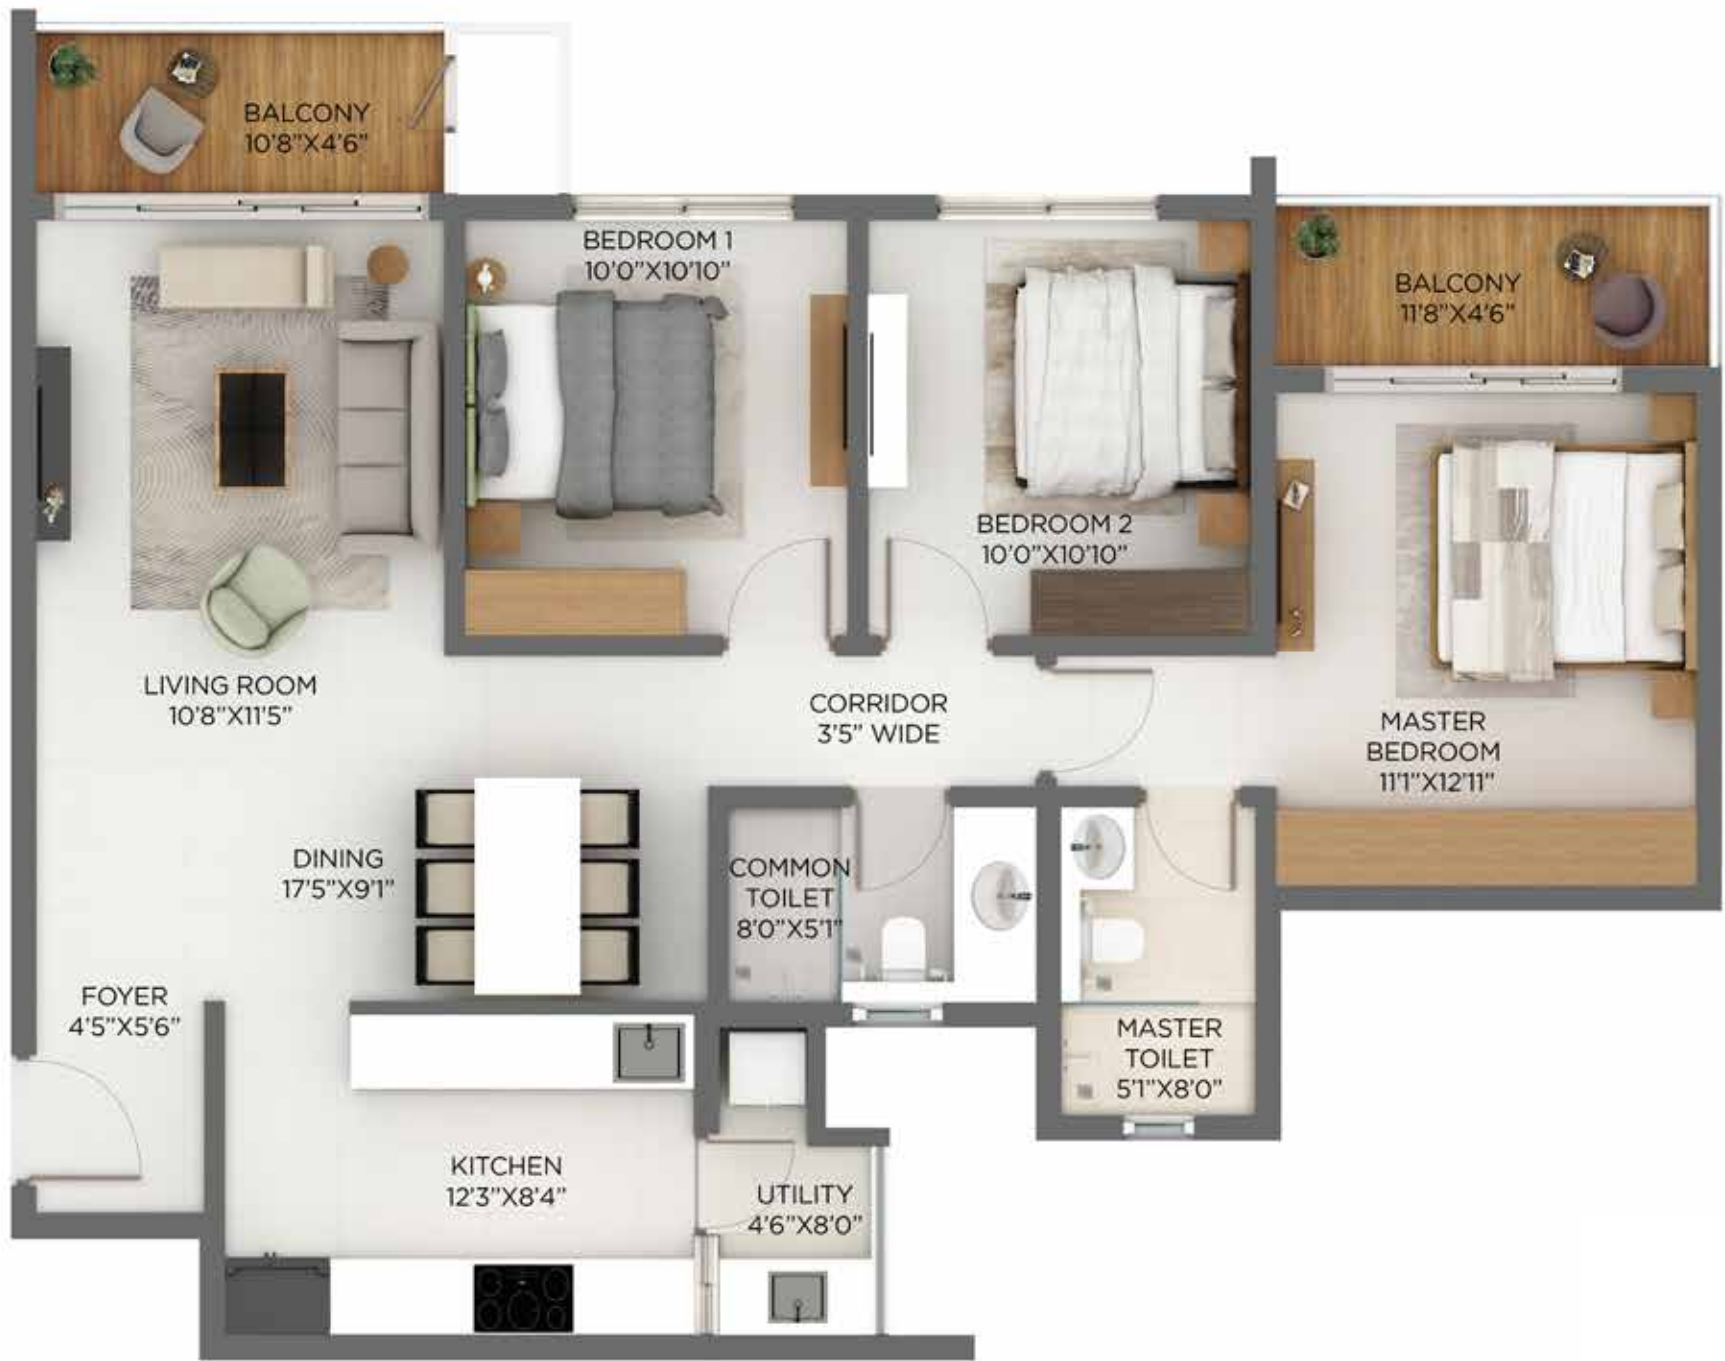 BALCONY
10'8"X4'6"
BEDROOM 1
10'0"X10'10"
BALCONY
11'8"X4'6"
BEDROOM 2
10'0"X10'10"
LIVING ROOM
10'8"X11'5"
CORRIDOR
3'5" WIDE
MASTER
BEDROOM
11'1"X12'11"
DINING
17'5"X9'1"
COMMON
TOILET
8'0"X5'1"
FOYER
4'5"X5'6"
MASTER
TOILET
5'1"X8'0"
KITCHEN
12'3"X8'4"
UTILITY
4'6"X8'0"